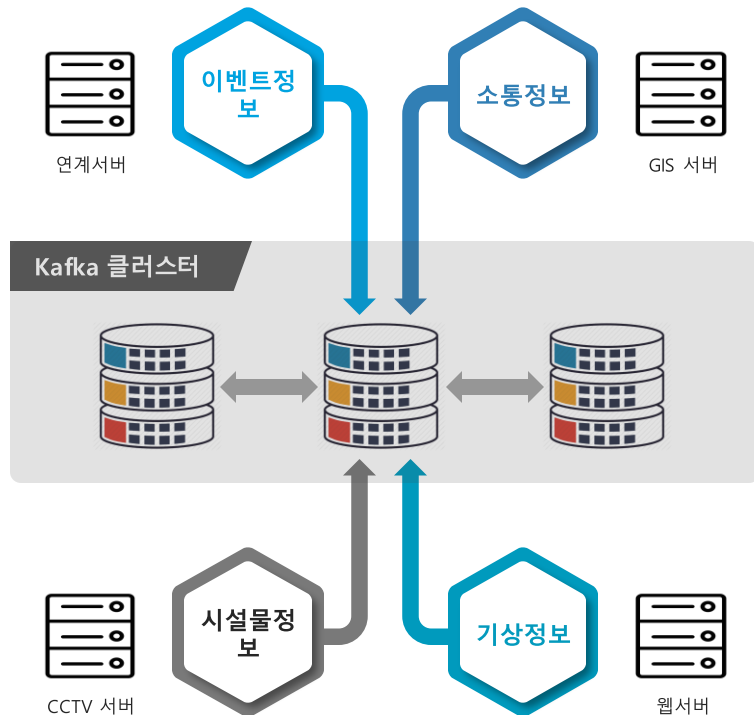 이벤트정
보
소통정보
연계서버
GIS 서버
Kafka 클러스터
시설물정
보
기상정보
CCTV 서버
웹서버